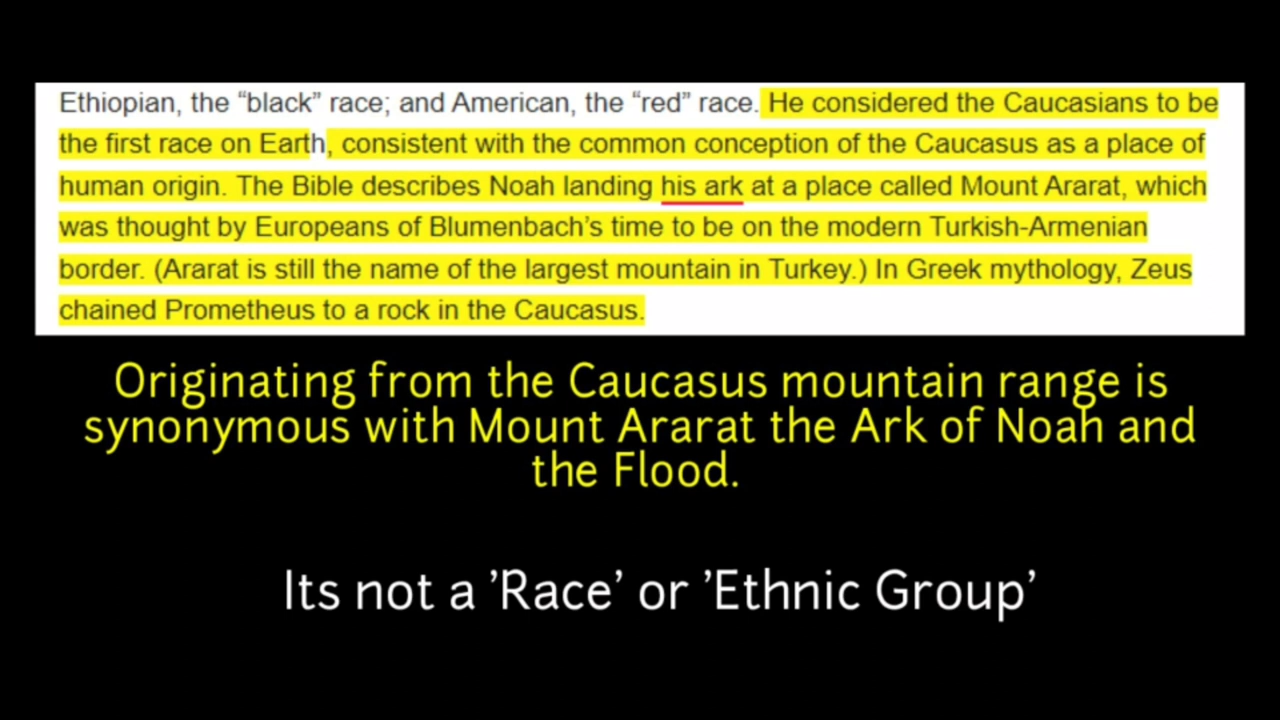 Ethiopian, the “black” race; and American, the “red” race. He considered the Caucasians to be
the first race on Earth, consistent with the common conception of the Caucasus as a place of
human origin. The Bible describes Noah landing his ark at a place called Mount Ararat, which
was thought by Europeans of Blumenbach’s time to be on the modern Turkish-Armenian
border. (Ararat is still the name of the largest mountain in Turkey.) In Greek mythology, Zeus
chained Prometheus to a rock in the Caucasus.
Originating from the Caucasus mountain range is
synonymous with Mount Ararat the Ark of Noah and
the Flood.
Its not a ’Race’ or ’Ethnic Group’